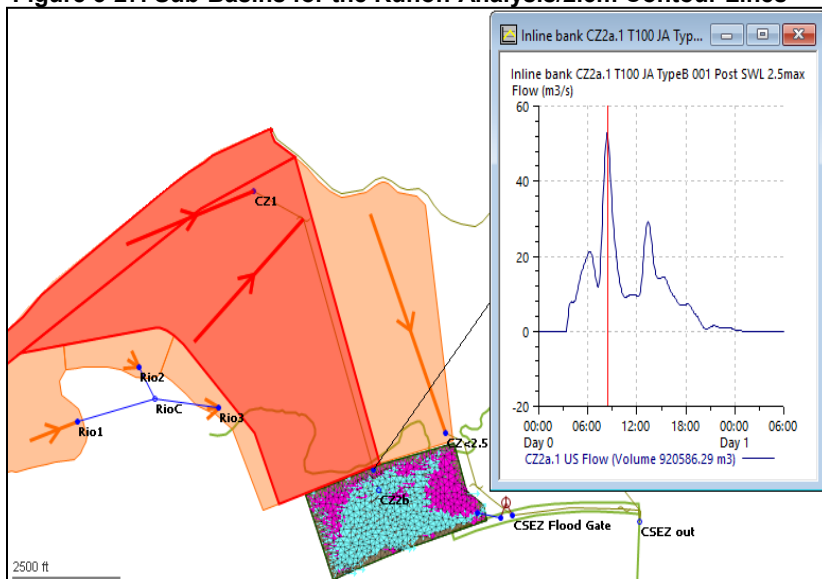 Figure 3-27: Sub-Basins for the Runoff Analysis/2.5m Contour Lines
Inline bank CZ2a.1 T100 JA Typ...
Inline bank CZ2a.1 T100 JA TypeB 001 Post SWL 2.5max
Flow (m3/s)
60
40
20
0
-20
00:00 06:00 12:00 18:00 00:00 06:00
Day 0 Day 1
CZ2a.1 US Flow (Volume 920586.29 m3)
CZ1
Rio2
RioC
Rio3
Rio1
CZ<2.5
CZ2b
CSEZ Flood Gate
CSEZ out
2500 ft